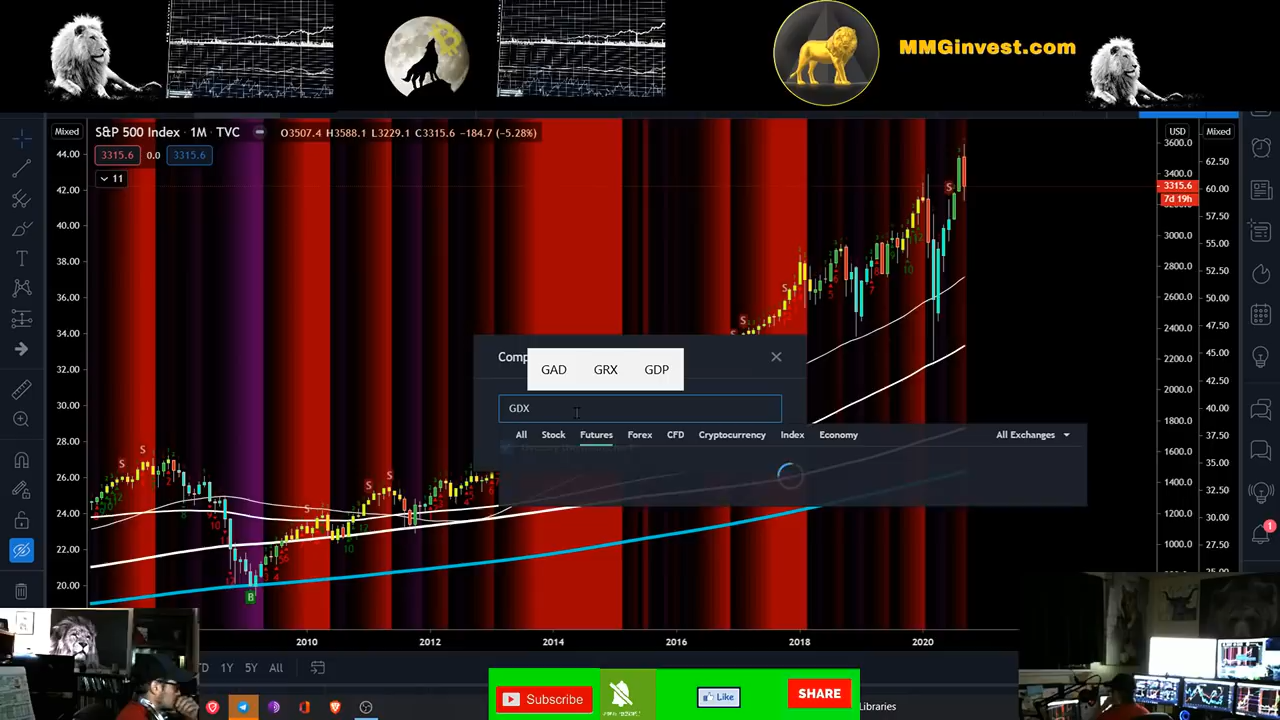 MMGinvest.com
Mixed
S&P 500 Index · 1M · TVC
O3507.4 H3588.1 L3229.1 C3315.6 -184.7 (-5.28%)
USD
Mixed
3315.6
0.0
3315.6
11
44.00
42.00
40.00
38.00
36.00
34.00
32.00
30.00
28.00
26.00
24.00
22.00
20.00
3600.0
3400.0
3315.6
7d 19h
3000.0
2800.0
2600.0
2400.0
2200.0
2000.0
1800.0
1600.0
1400.0
1200.0
1000.0
62.50
60.00
57.50
55.00
52.50
50.00
47.50
45.00
42.50
40.00
37.50
35.00
32.50
30.00
27.50
25.00
Comp
GAD GRX GDP
GDX
All Stock Futures Forex CFD Cryptocurrency Index Economy All Exchanges
S
S
S
S
S
S
S
S
S
B
2010 2012 2014 2016 2018 2020
1Y 5Y All
1
Subscribe
Like
SHARE
Libraries